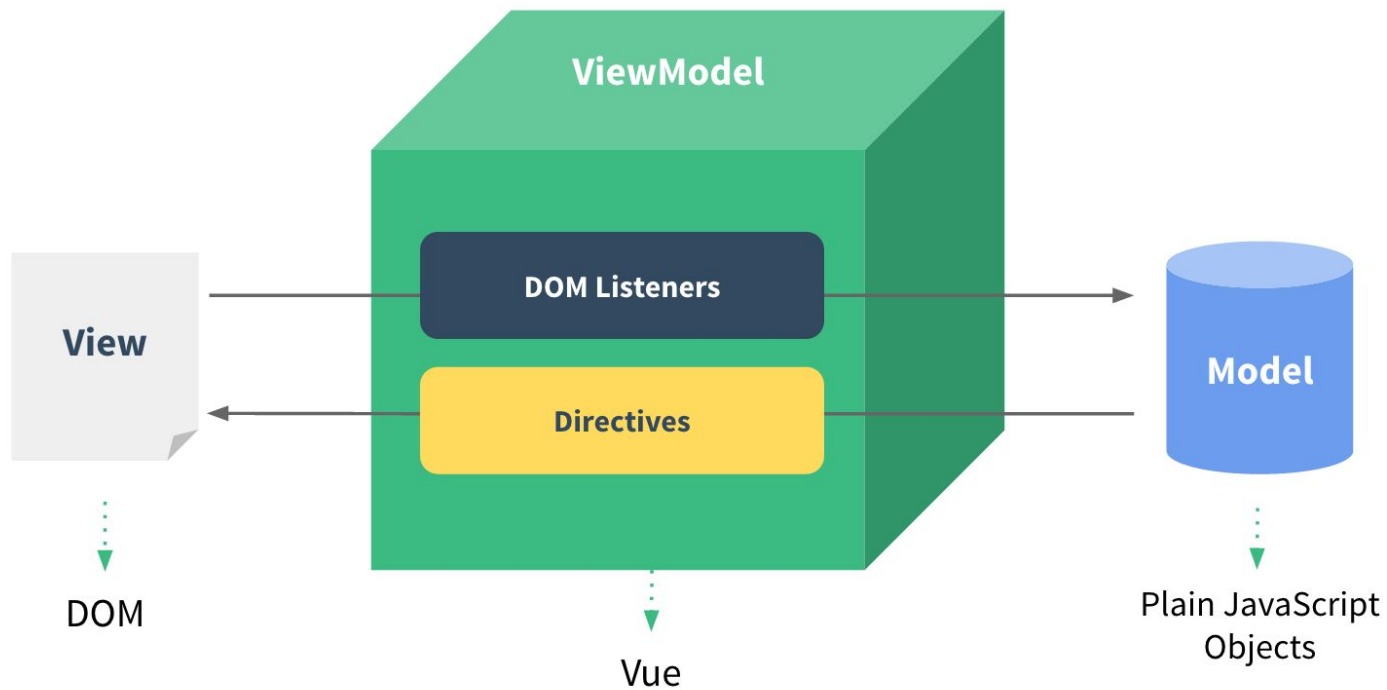 ViewModel
DOM Listeners
View
Model
Directives
DOM
Plain JavaScript
Objects
Vue